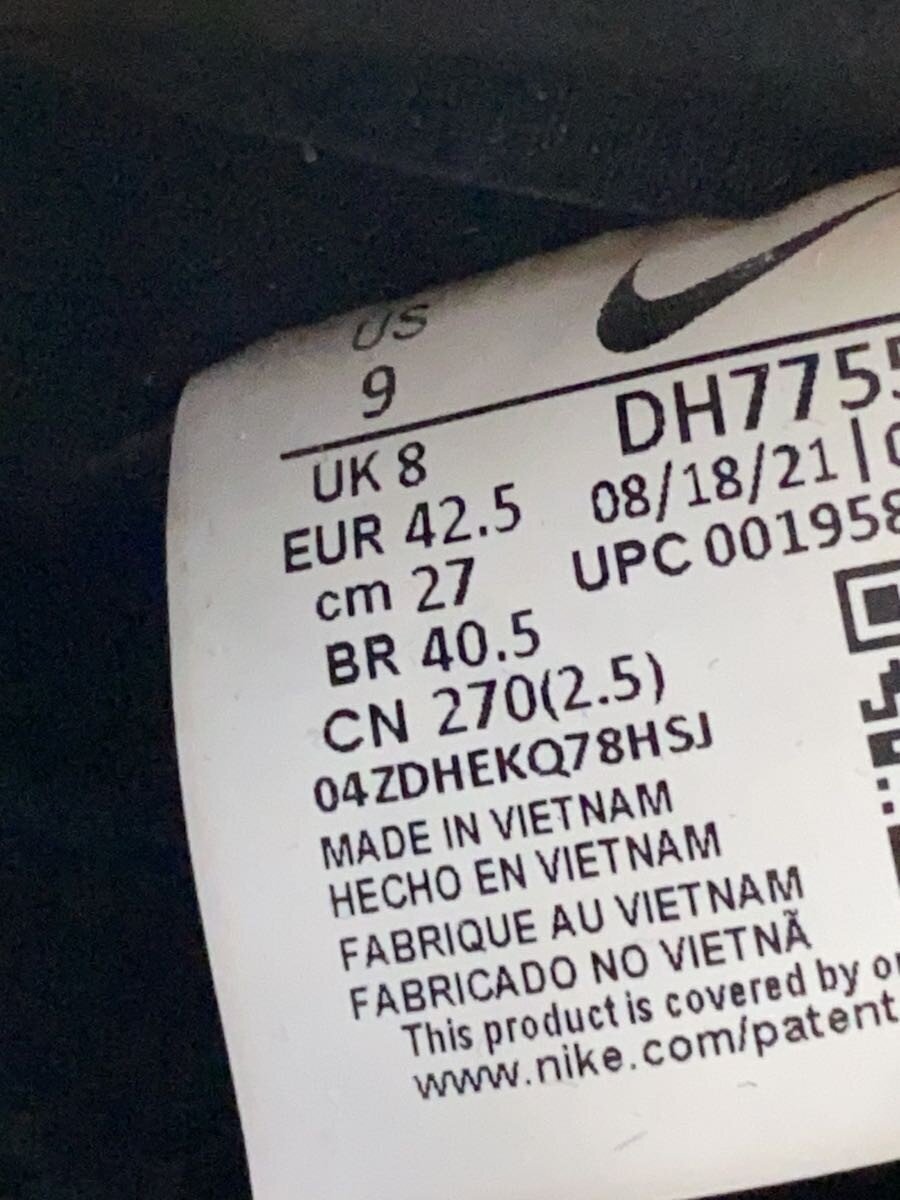 US
9
UK 8
EUR 42.5
cm 27
BR 40.5
CN 270(2.5)
04ZDHEKQ78HSJ
DH7755
08/18/21|
UPC 001958
MADE IN VIETNAM
HECHO EN VIETNAM
FABRIQUE AU VIETNAM
FABRICADO NO VIETNÃ
This product is covered by
www.nike.com/patent